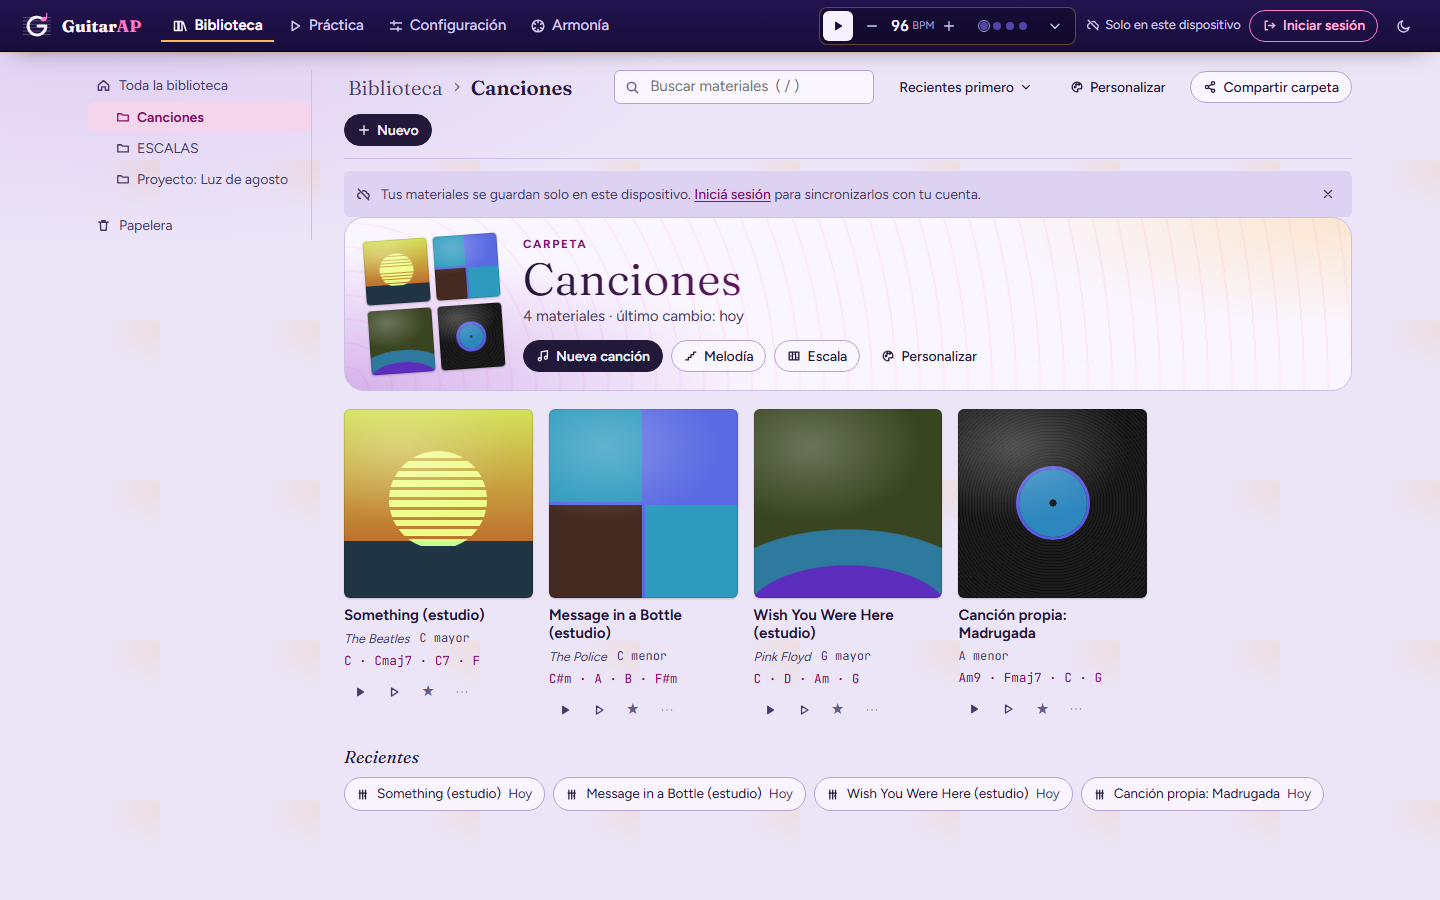 GuitarAP
Biblioteca
Práctica
Configuración
Armonía
96 BPM
Solo en este dispositivo
Iniciar sesión
Toda la biblioteca
Canciones
ESCALAS
Proyecto: Luz de agosto
Papelera
Biblioteca > Canciones
Buscar materiales ( / )
Recientes primero
Personalizar
Compartir carpeta
+ Nuevo
Tus materiales se guardan solo en este dispositivo. Iniciá sesión para sincronizarlos con tu cuenta.
CARPETA
Canciones
4 materiales · último cambio: hoy
Nueva canción
Melodía
Escala
Personalizar
Something (estudio)
The Beatles C mayor
C · Cmaj7 · C7 · F
Message in a Bottle
(estudio)
The Police C menor
C#m · A · B · F#m
Wish You Were Here
(estudio)
Pink Floyd G mayor
C · D · Am · G
Canción propia:
Madrugada
A menor
Am9 · Fmaj7 · C · G
Recientes
Something (estudio) Hoy
Message in a Bottle (estudio) Hoy
Wish You Were Here (estudio) Hoy
Canción propia: Madrugada Hoy